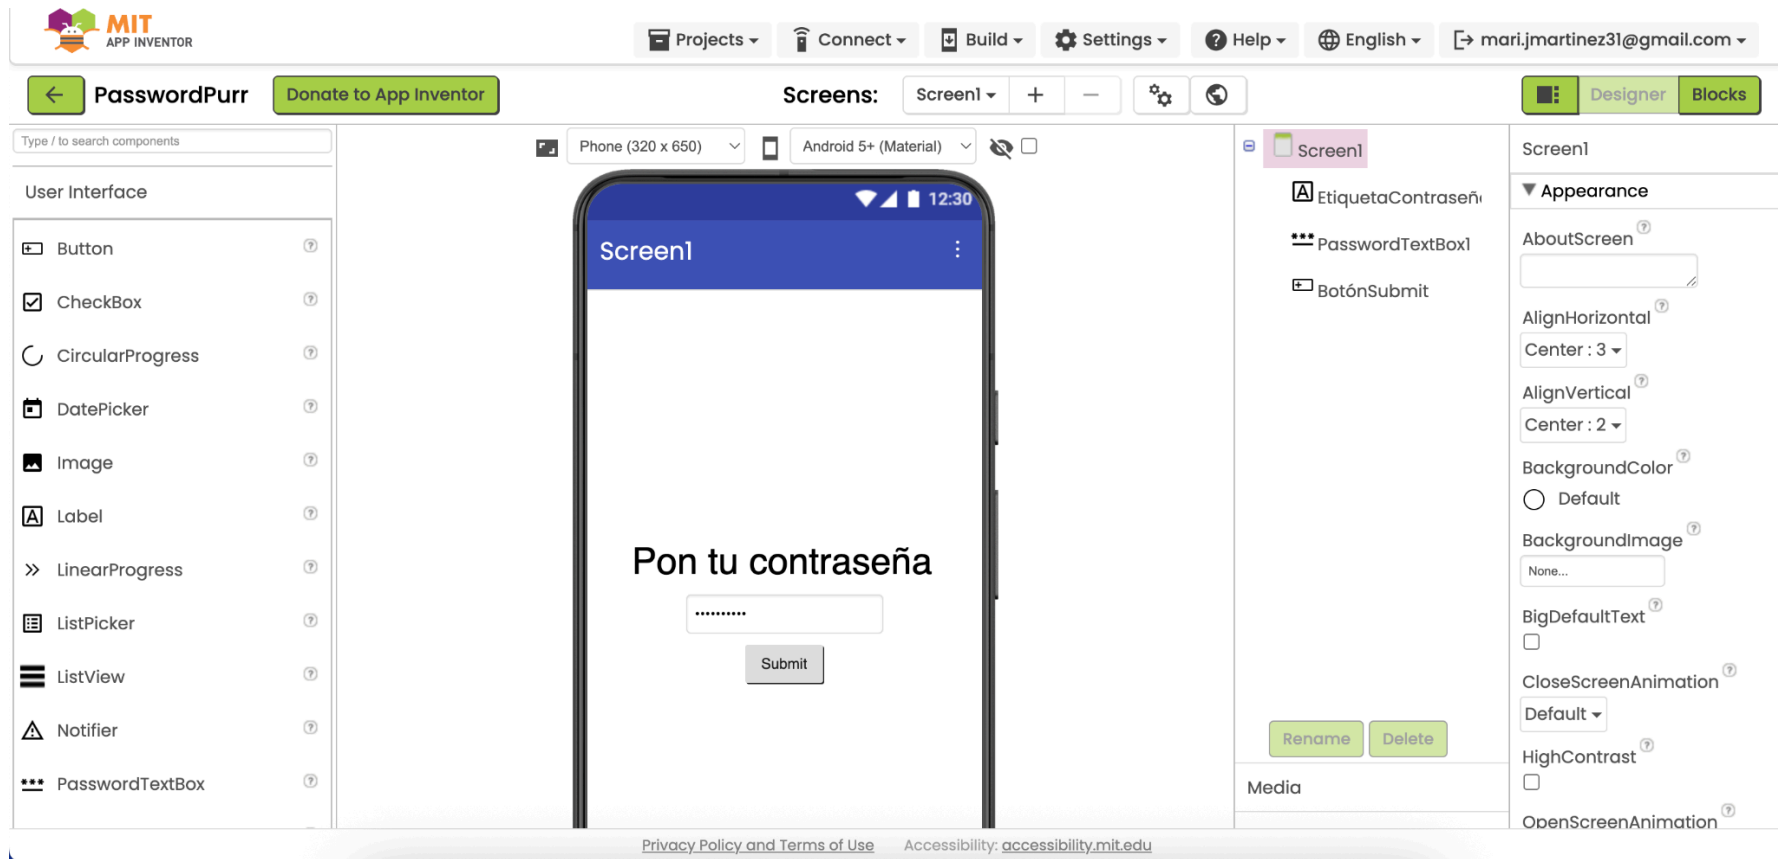 MIT
APP INVENTOR
Projects
Connect
Build
Settings
Help
English
mari.jmartinez31@gmail.com
PasswordPurr
Donate to App Inventor
Screens:
Screen1
Designer
Blocks
Type / to search components
User Interface
Button
CheckBox
CircularProgress
DatePicker
Image
Label
LinearProgress
ListPicker
ListView
Notifier
PasswordTextBox
Phone (320 x 650)
Android 5+ (Material)
12:30
Screen1
Pon tu contraseña
••••••••••
Submit
Screen1
EtiquetaContraseñ
PasswordTextBox1
BotónSubmit
Rename
Delete
Media
Screen1
Appearance
AboutScreen
AlignHorizontal
Center : 3
AlignVertical
Center : 2
BackgroundColor
Default
BackgroundImage
None...
BigDefaultText
CloseScreenAnimation
Default
HighContrast
OpenScreenAnimation
Privacy Policy and Terms of Use
Accessibility: accessibility.mit.edu